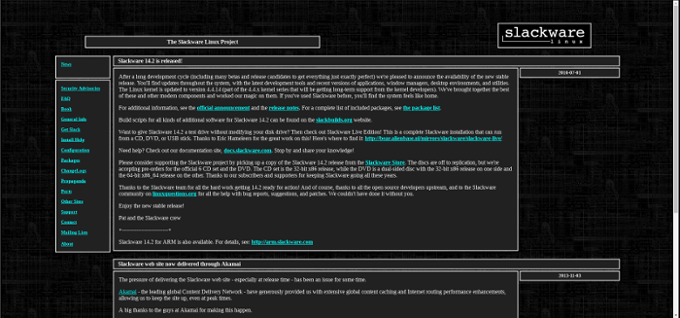 The Slackware Linux Project
slackware
linux
News
Security Advisories
FAQ
Book
General Info
Get Slack
Install Help
Configuration
Packages
ChangeLogs
Propaganda
Ports
Other Sites
Support
Contact
Mailing Lists
About
Slackware 14.2 is released!
2016-07-01
After a long development cycle (including many betas and release candidates to get everything just exactly perfect) we're pleased to announce the availability of the new stable
release. You'll find updates throughout the system, with the latest development tools and recent versions of applications, window managers, desktop environments, and utilities.
The Linux kernel is updated to version 4.4.14 (part of the 4.4.x kernel series that will be getting long-term support from the kernel developers). We've brought together the best
of these and other modern components and worked our magic on them. If you've used Slackware before, you'll find the system feels like home.
For additional information, see the official announcement and the release notes. For a complete list of included packages, see the package list.
Build scripts for all kinds of additional software for Slackware 14.2 can be found on the slackbuilds.org website.
Want to give Slackware 14.2 a test drive without modifying your disk drive? Then check out Slackware Live Edition! This is a complete Slackware installation that can run
from a CD, DVD, or USB stick. Thanks to Eric Hameleers for the great work on this! Here's where to find it: http://bear.alienbase.nl/mirrors/slackware/slackware-live/
Need help? Check out our documentation site, docs.slackware.com. Stop by and share your knowledge!
Please consider supporting the Slackware project by picking up a copy of the Slackware 14.2 release from the Slackware Store. The discs are off to replication, but we're
accepting pre-orders for the official 6 CD set and the DVD. The CD set is the 32-bit x86 release, while the DVD is a dual-sided disc with the 32-bit x86 release on one side and
the 64-bit x86_64 release on the other. Thanks to our subscribers and supporters for keeping Slackware going all these years.
Thanks to the Slackware team for all the hard work getting 14.2 ready for action! And of course, thanks to all the open source developers upstream, and to the Slackware
community on linuxquestions.org for all the help with bug reports, suggestions, and patches. We couldn't have done it without you.
Enjoy the new stable release!
Pat and the Slackware crew
Slackware 14.2 for ARM is also available. For details, see: http://arm.slackware.com
Slackware web site now delivered through Akamai
2013-11-03
The pressure of delivering the Slackware web site - especially at release time - has been an issue for some time.
Akamai - the leading global Content Delivery Network - have generously provided us with extensive global content caching and Internet routing performance enhancements,
allowing us to keep the site up, even at peak times.
A big thanks to the guys at Akamai for making this happen.